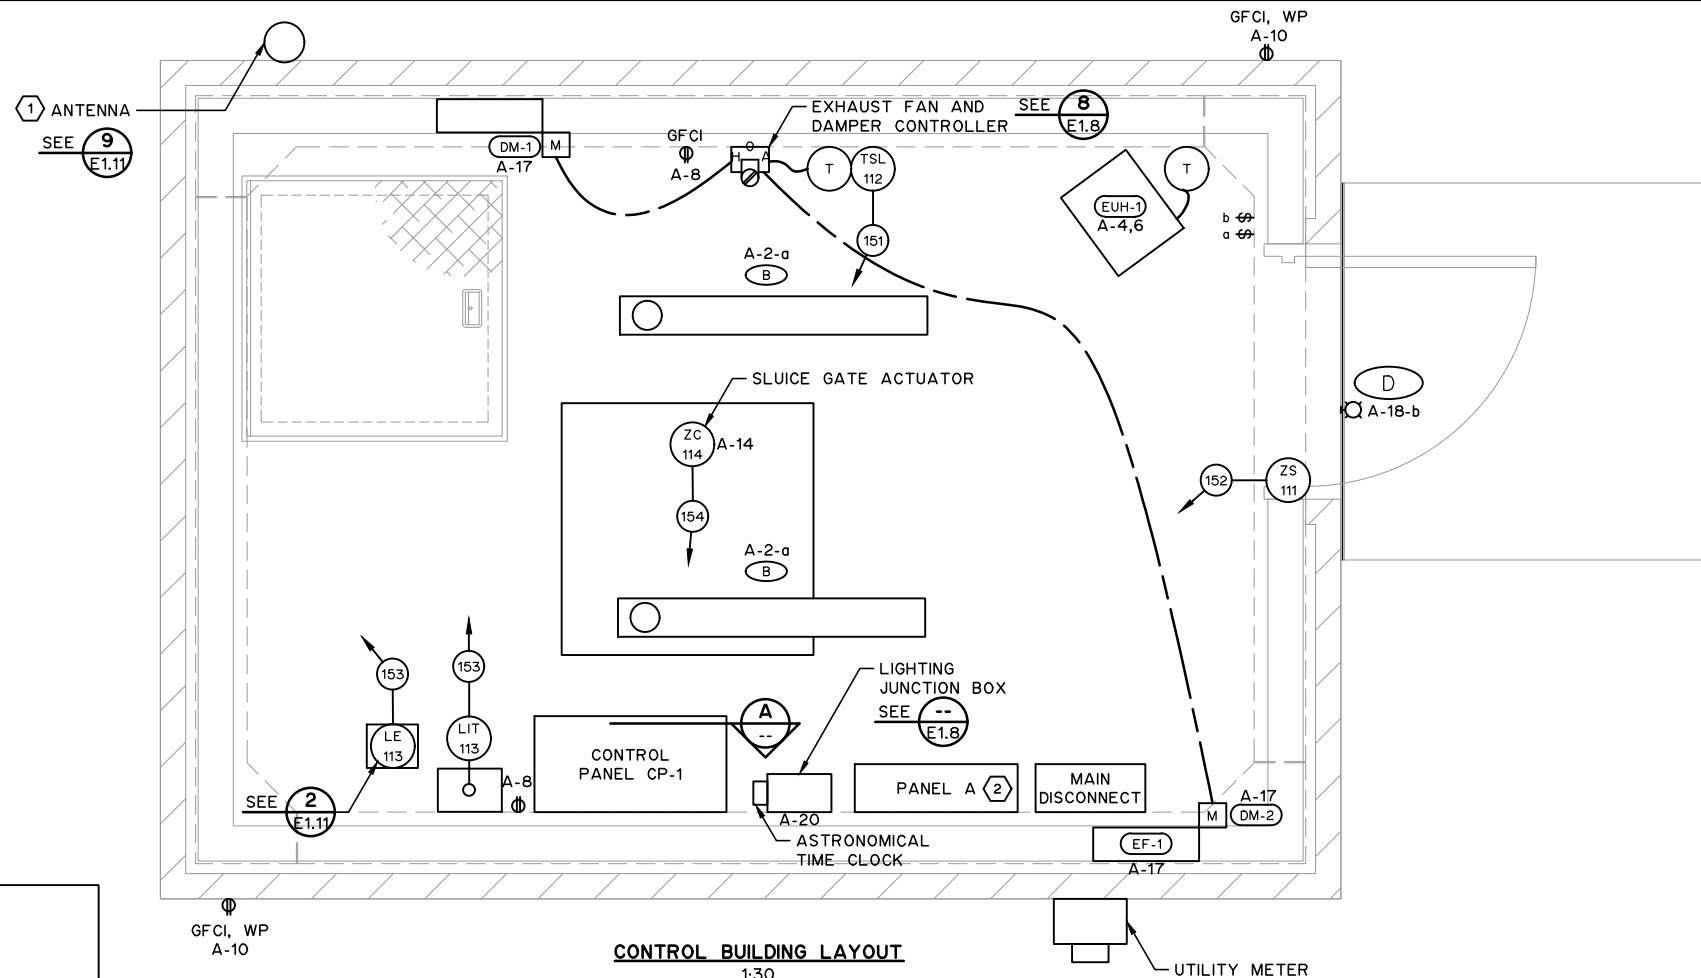 GFCI, WP
A-10
1 ANTENNA
SEE 9
E1.11
EXHAUST FAN AND
DAMPER CONTROLLER
SEE 8
E1.8
DM-1
M
A-17
GFCI
A-8
H O A
T
TSL
112
T
EUH-1
A-4,6
b $
a $
151
A-2-a
B
SLUICE GATE ACTUATOR
ZC
114
A-14
D
A-18-b
152
ZS
111
154
A-2-a
B
153
153
LIGHTING
JUNCTION BOX
SEE --
E1.8
LE
113
LIT
113
A
--
CONTROL
PANEL CP-1
A-8
PANEL A 2
MAIN
DISCONNECT
SEE 2
E1.11
A-20
ASTRONOMICAL
TIME CLOCK
A-17
M
DM-2
EF-1
A-17
GFCI, WP
A-10
CONTROL BUILDING LAYOUT
1:30
UTILITY METER